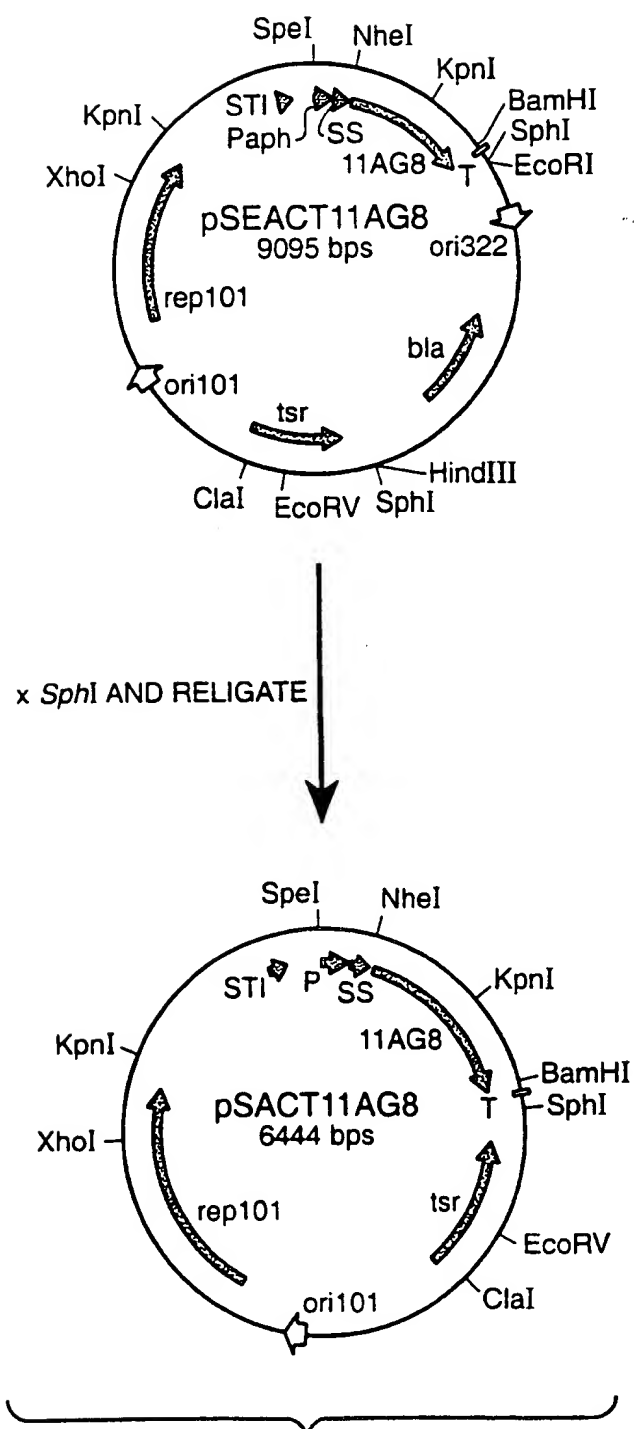 SpeI
NheI
KpnI
BamHI
SphI
EcoRI
STI
Paph
SS
11AG8
T
KpnI
XhoI
pSEACT11AG8
9095 bps
ori322
rep101
bla
ori101
tsr
HindIII
ClaI
EcoRV
SphI
x SphI AND RELIGATE
SpeI
NheI
KpnI
STI
P
SS
11AG8
KpnI
BamHI
T
SphI
XhoI
pSACT11AG8
6444 bps
rep101
tsr
EcoRV
ori101
ClaI